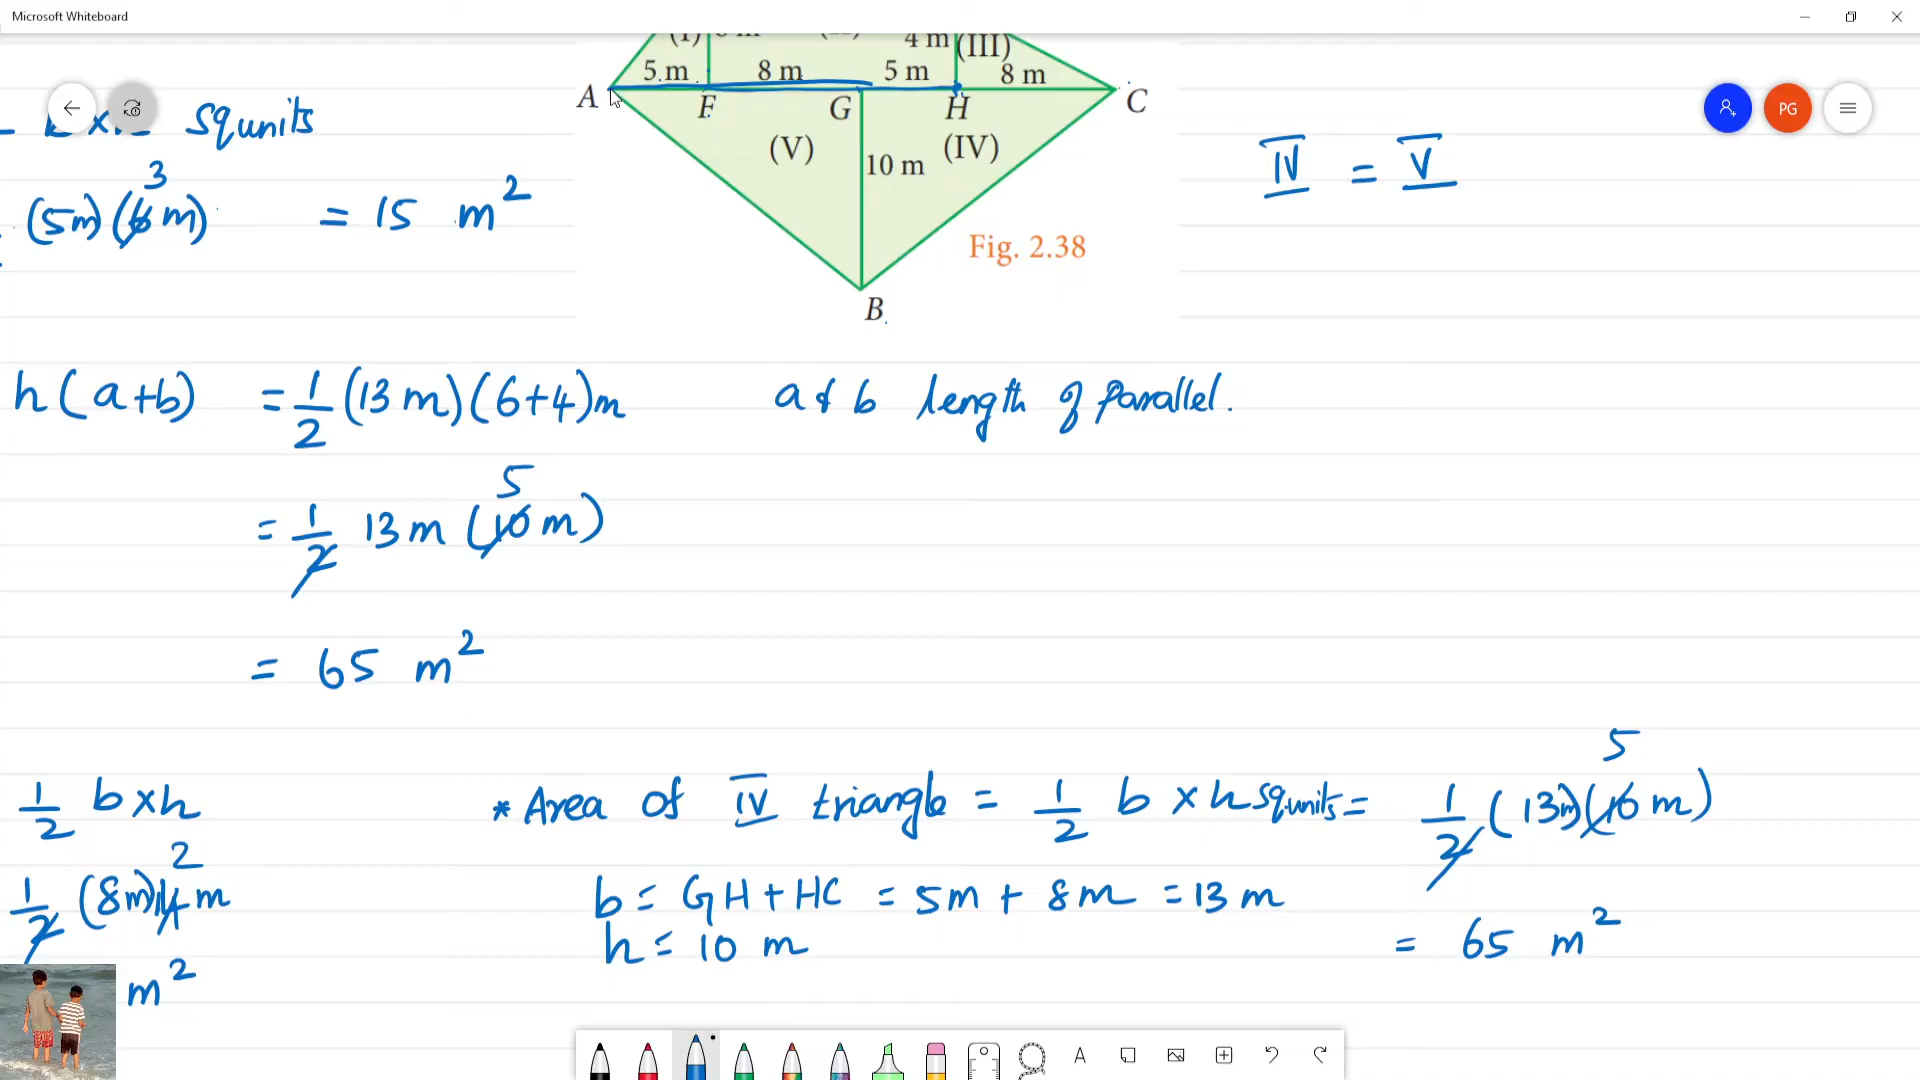 Microsoft Whiteboard
4 m (III)
5 m 8 m 5 m 8 m
A F G H C
(V) 10 m (IV)
Fig. 2.38
B
PG
squnits
(5m) (6 m) 3 = 15 m²
IV = V
h (a+b) = 1/2 (13 m) (6+4) m a & b length of parallel.
= 1/2 13 m (10 m) 5
= 65 m²
1/2 b x h
1/2 (8m) 4 m 2
m²
* Area of IV triangle = 1/2 b x h squnits = 1/2 (13m) (10 m) 5
b = GH + HC = 5m + 8m = 13 m
h = 10 m
= 65 m²
A